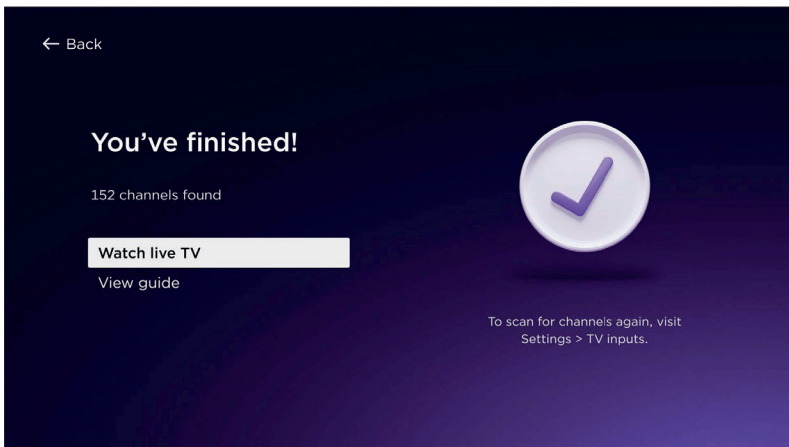 ← Back
You’ve finished!
152 channels found
Watch live TV
View guide
To scan for channels again, visit
Settings > TV inputs.